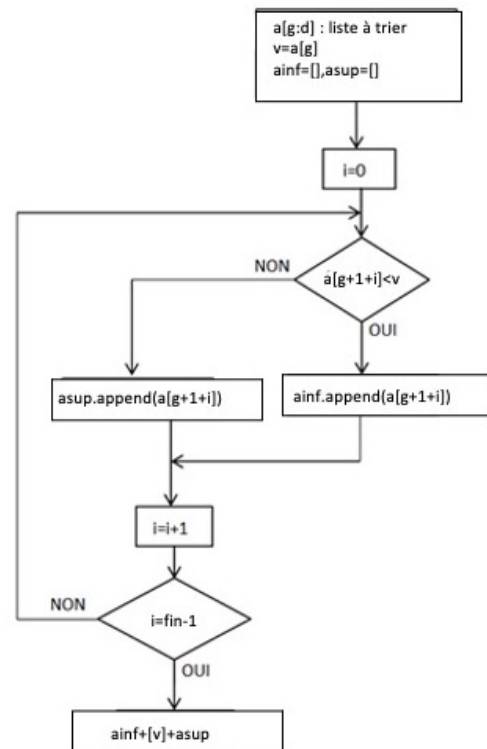 a[g:d] : liste à trier
v=a[g]
ainf=[],asup=[]
i=0
NON
a[g+1+i]<v
OUI
asup.append(a[g+1+i])
ainf.append(a[g+1+i])
i=i+1
NON
i=fin-1
OUI
ainf+[v]+asup